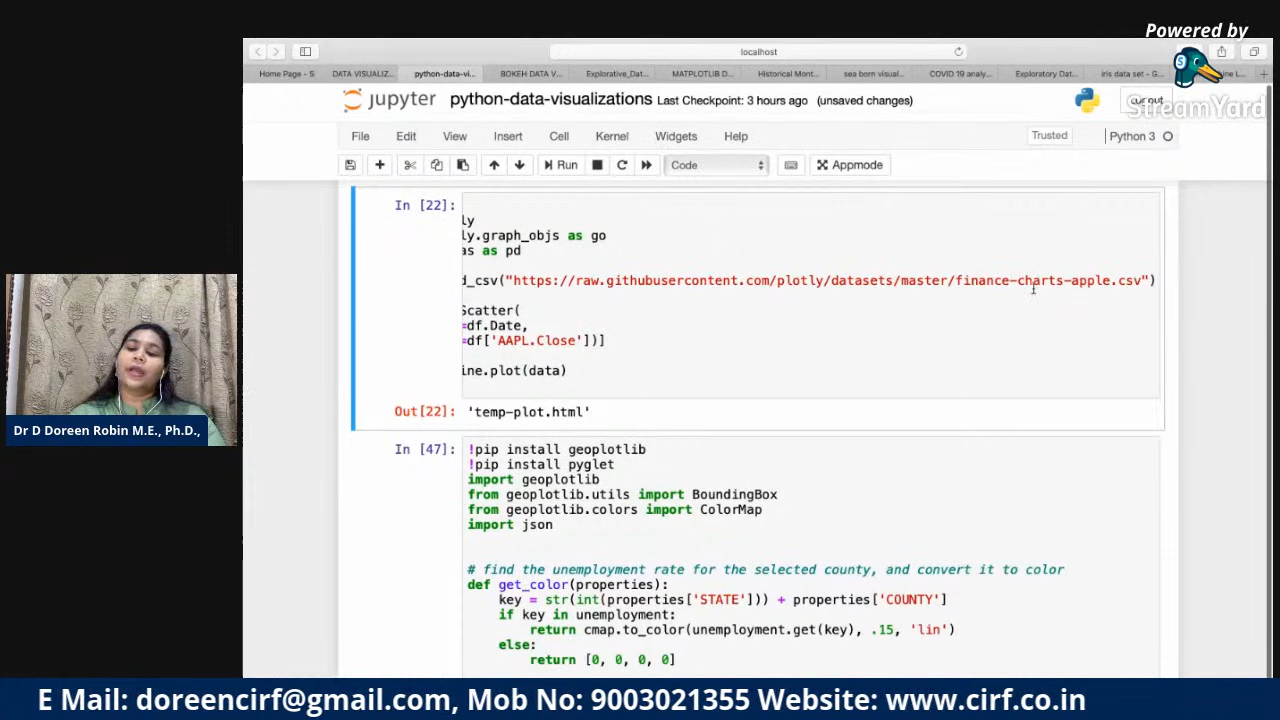 Powered by
StreamYard
localhost
Home Page - S
DATA VISUALIZ...
python-data-vi...
BOKEH DATA V...
Explorative_Dat...
MATPLOTLIB D...
Historical Mont...
sea born visual...
COVID 19 analy...
Exploratory Dat...
iris data set - G...
jupyter python-data-visualizations Last Checkpoint: 3 hours ago (unsaved changes)
File Edit View Insert Cell Kernel Widgets Help
Trusted Python 3
Run Code Appmode
In [22]:
ly
ly.graph_objs as go
as as pd
d_csv("https://raw.githubusercontent.com/plotly/datasets/master/finance-charts-apple.csv")
Scatter(
=df.Date,
=df['AAPL.Close'])]
ine.plot(data)
Out[22]: 'temp-plot.html'
In [47]: !pip install geoplotlib
!pip install pyglet
import geoplotlib
from geoplotlib.utils import BoundingBox
from geoplotlib.colors import ColorMap
import json
# find the unemployment rate for the selected county, and convert it to color
def get_color(properties):
key = str(int(properties['STATE'])) + properties['COUNTY']
if key in unemployment:
return cmap.to_color(unemployment.get(key), .15, 'lin')
else:
return [0, 0, 0, 0]
Dr D Doreen Robin M.E., Ph.D.,
E Mail: doreencirf@gmail.com, Mob No: 9003021355 Website: www.cirf.co.in